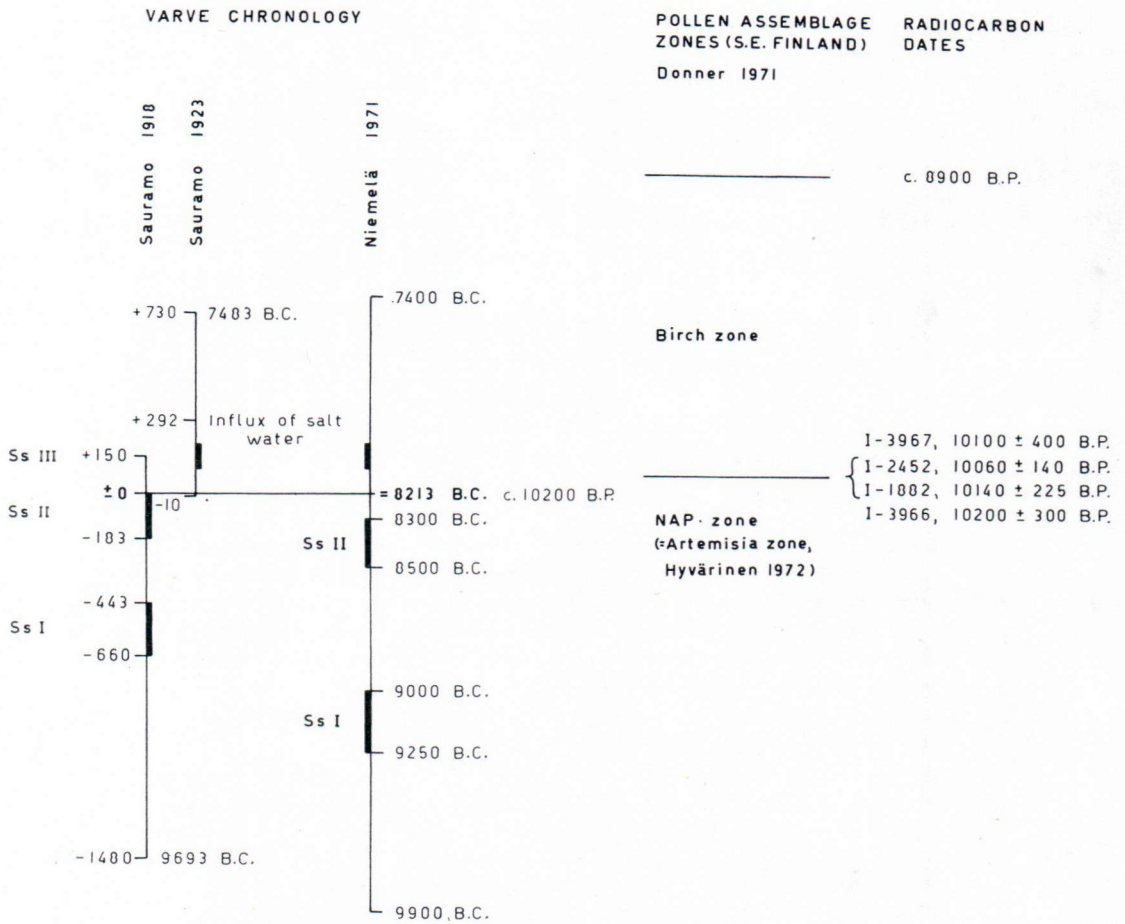 VARVE CHRONOLOGY
POLLEN ASSEMBLAGE
ZONES (S.E. FINLAND)
Donner 1971
RADIOCARBON
DATES
Sauramo 1918
Sauramo 1923
Niemelä 1971
c. 8900 B.P.
+730
7483 B.C.
7400 B.C.
Birch zone
+292
Influx of salt
water
Ss III
+150
I-3967, 10100 ± 400 B.P.
I-2452, 10060 ± 140 B.P.
I-1882, 10140 ± 225 B.P.
I-3966, 10200 ± 300 B.P.
± 0
-10
= 8213 B.C.
c. 10200 B.P.
Ss II
-183
Ss II
8300 B.C.
8500 B.C.
NAP- zone
(=Artemisia zone,
Hyvärinen 1972)
-443
Ss I
-660
Ss I
9000 B.C.
9250 B.C.
-1480
9693 B.C.
9900 B.C.